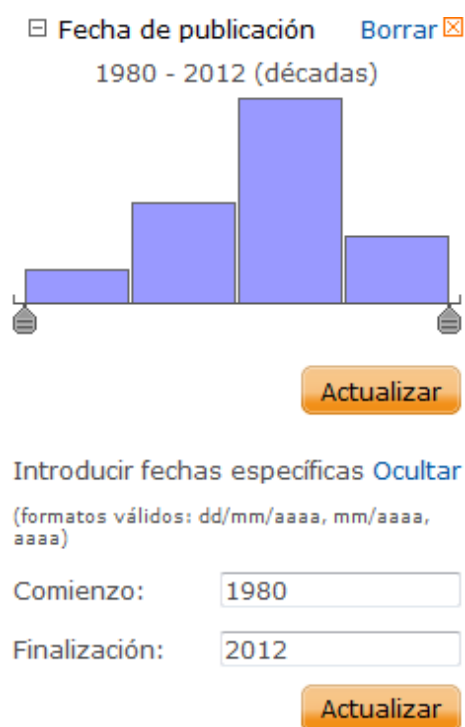 Fecha de publicación Borrar
1980 - 2012 (décadas)
Actualizar
Introducir fechas específicas Ocultar
(formatos válidos: dd/mm/aaaa, mm/aaaa,
aaaa)
Comienzo: 1980
Finalización: 2012
Actualizar